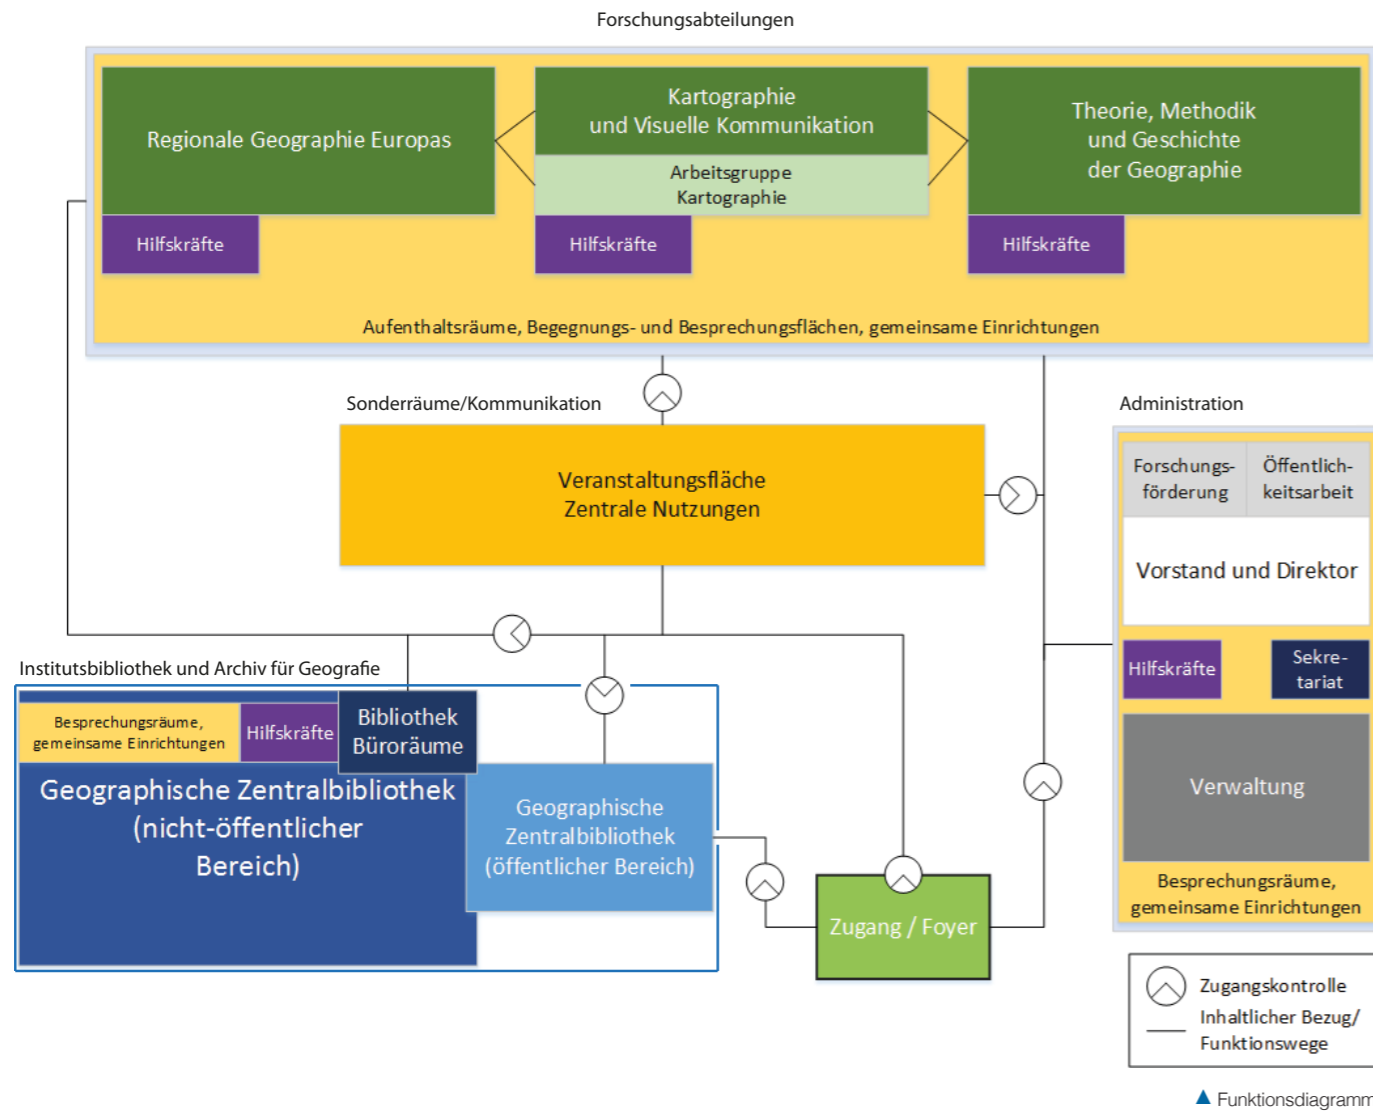 Forschungsabteilungen
Regionale Geographie Europas
Kartographie
und Visuelle Kommunikation
Arbeitsgruppe
Kartographie
Theorie, Methodik
und Geschichte
der Geographie
Hilfskräfte
Hilfskräfte
Hilfskräfte
Aufenthaltsräume, Begegnungs- und Besprechungsflächen, gemeinsame Einrichtungen
Sonderräume/Kommunikation
Veranstaltungsfläche
Zentrale Nutzungen
Administration
Forschungs-
förderung
Öffentlich-
keitsarbeit
Vorstand und Direktor
Hilfskräfte
Sekre-
tariat
Verwaltung
Besprechungsräume,
gemeinsame Einrichtungen
Institutsbibliothek und Archiv für Geografie
Besprechungsräume,
gemeinsame Einrichtungen
Hilfskräfte
Bibliothek
Büroräume
Geographische Zentralbibliothek
(nicht-öffentlicher
Bereich)
Geographische
Zentralbibliothek
(öffentlicher Bereich)
Zugang / Foyer
Zugangskontrolle
Inhaltlicher Bezug/
Funktionswege
▲ Funktionsdiagramm